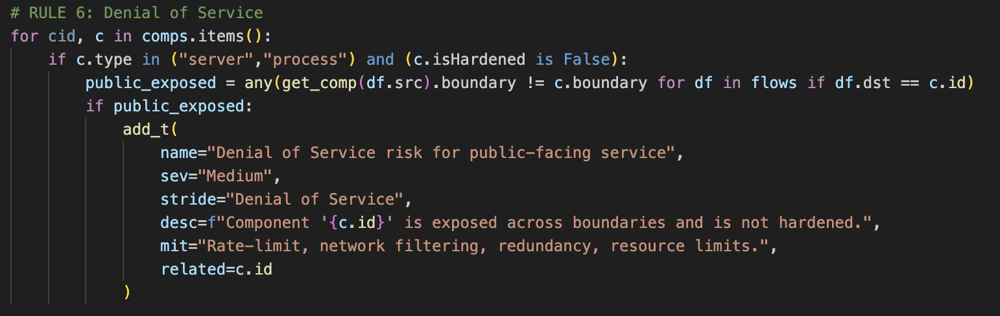 # RULE 6: Denial of Service
for cid, c in comps.items():
    if c.type in ("server","process") and (c.isHardened is False):
        public_exposed = any(get_comp(df.src).boundary != c.boundary for df in flows if df.dst == c.id)
        if public_exposed:
            add_t(
                name="Denial of Service risk for public-facing service",
                sev="Medium",
                stride="Denial of Service",
                desc=f"Component '{c.id}' is exposed across boundaries and is not hardened.",
                mit="Rate-limit, network filtering, redundancy, resource limits.",
                related=c.id
            )